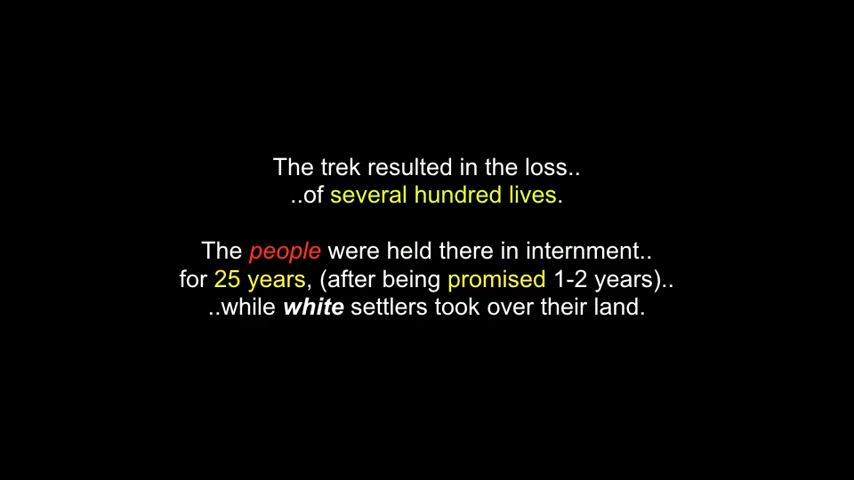 The trek resulted in the loss..
..of several hundred lives.
The people were held there in internment..
for 25 years, (after being promised 1-2 years)..
..while white settlers took over their land.